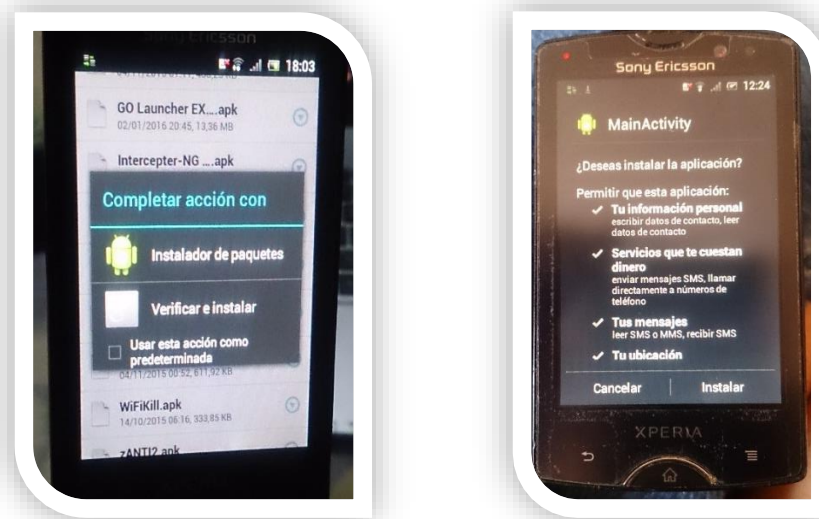 Sony Ericsson
18:03
GO Launcher EX....apk
02/01/2016 20:45, 13,36 MB
Intercepter-NG ....apk
Completar acción con
Instalador de paquetes
Verificar e instalar
Usar esta acción como
predeterminada
04/11/2015 00:52, 611,92 KB
WiFiKill.apk
14/10/2015 06:16, 333,85 KB
zANTI2.apk
Sony Ericsson
12:24
MainActivity
¿Deseas instalar la aplicación?
Permitir que esta aplicación:
Tu información personal
escribir datos de contacto, leer
datos de contacto
Servicios que te cuestan
dinero
enviar mensajes SMS, llamar
directamente a números de
teléfono
Tus mensajes
leer SMS o MMS, recibir SMS
Tu ubicación
Cancelar
Instalar
XPERIA